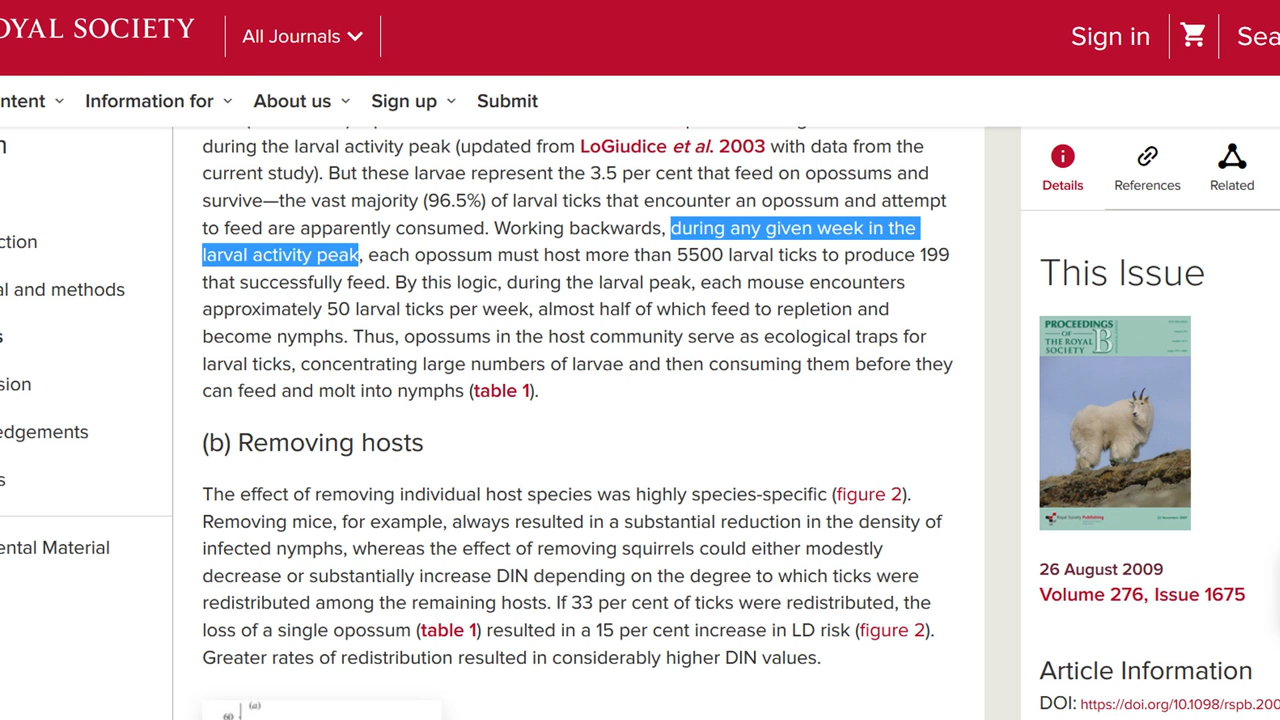 OYAL SOCIETY
All Journals
Sign in
Sea
ntent
Information for
About us
Sign up
Submit
n
ction
al and methods
s
sion
edgements
s
ental Material
during the larval activity peak (updated from LoGiudice et al. 2003 with data from the
current study). But these larvae represent the 3.5 per cent that feed on opossums and
survive—the vast majority (96.5%) of larval ticks that encounter an opossum and attempt
to feed are apparently consumed. Working backwards, during any given week in the
larval activity peak, each opossum must host more than 5500 larval ticks to produce 199
that successfully feed. By this logic, during the larval peak, each mouse encounters
approximately 50 larval ticks per week, almost half of which feed to repletion and
become nymphs. Thus, opossums in the host community serve as ecological traps for
larval ticks, concentrating large numbers of larvae and then consuming them before they
can feed and molt into nymphs (table 1).
(b) Removing hosts
The effect of removing individual host species was highly species-specific (figure 2).
Removing mice, for example, always resulted in a substantial reduction in the density of
infected nymphs, whereas the effect of removing squirrels could either modestly
decrease or substantially increase DIN depending on the degree to which ticks were
redistributed among the remaining hosts. If 33 per cent of ticks were redistributed, the
loss of a single opossum (table 1) resulted in a 15 per cent increase in LD risk (figure 2).
Greater rates of redistribution resulted in considerably higher DIN values.
60
(a)
Details
References
Related
This Issue
PROCEEDINGS
OF
THE ROYAL
SOCIETY
B
26 August 2009
Volume 276, Issue 1675
Article Information
DOI: https://doi.org/10.1098/rspb.200